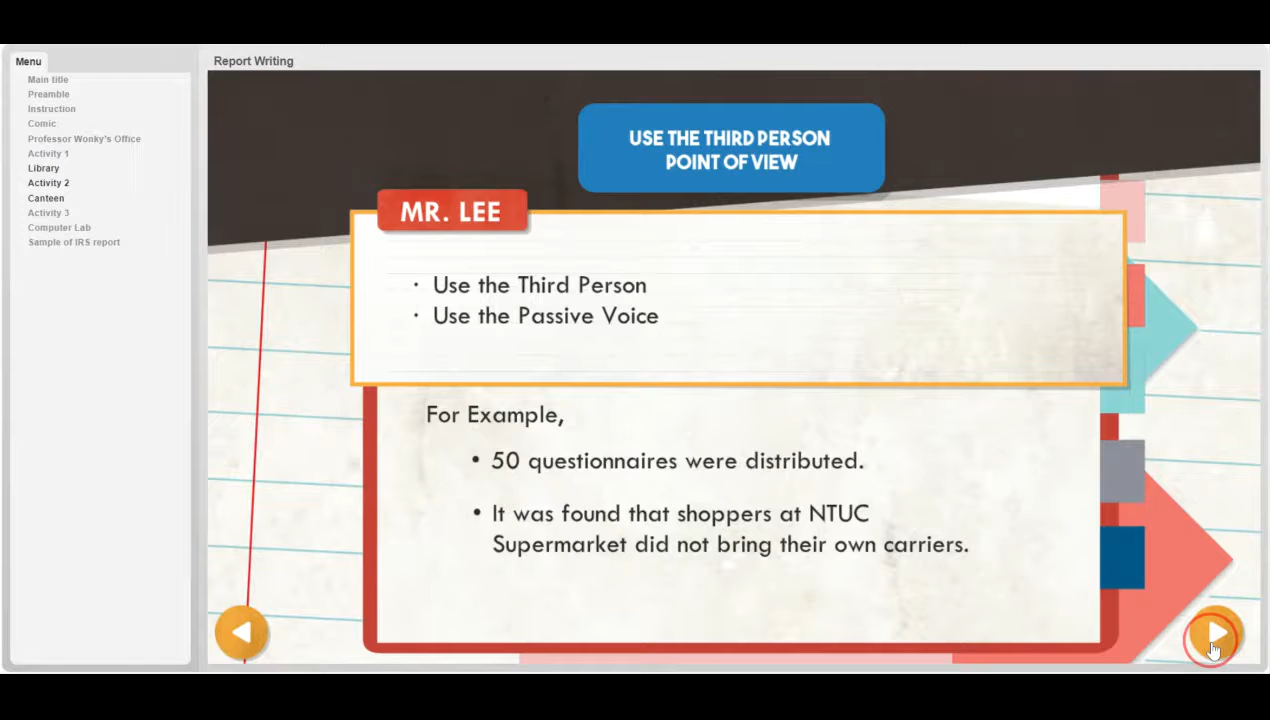 Menu
Main title
Preamble
Instruction
Comic
Professor Wonky's Office
Activity 1
Library
Activity 2
Canteen
Activity 3
Computer Lab
Sample of IRS report
Report Writing
USE THE THIRD PERSON
POINT OF VIEW
MR. LEE
· Use the Third Person
· Use the Passive Voice
For Example,
• 50 questionnaires were distributed.
• It was found that shoppers at NTUC
Supermarket did not bring their own carriers.